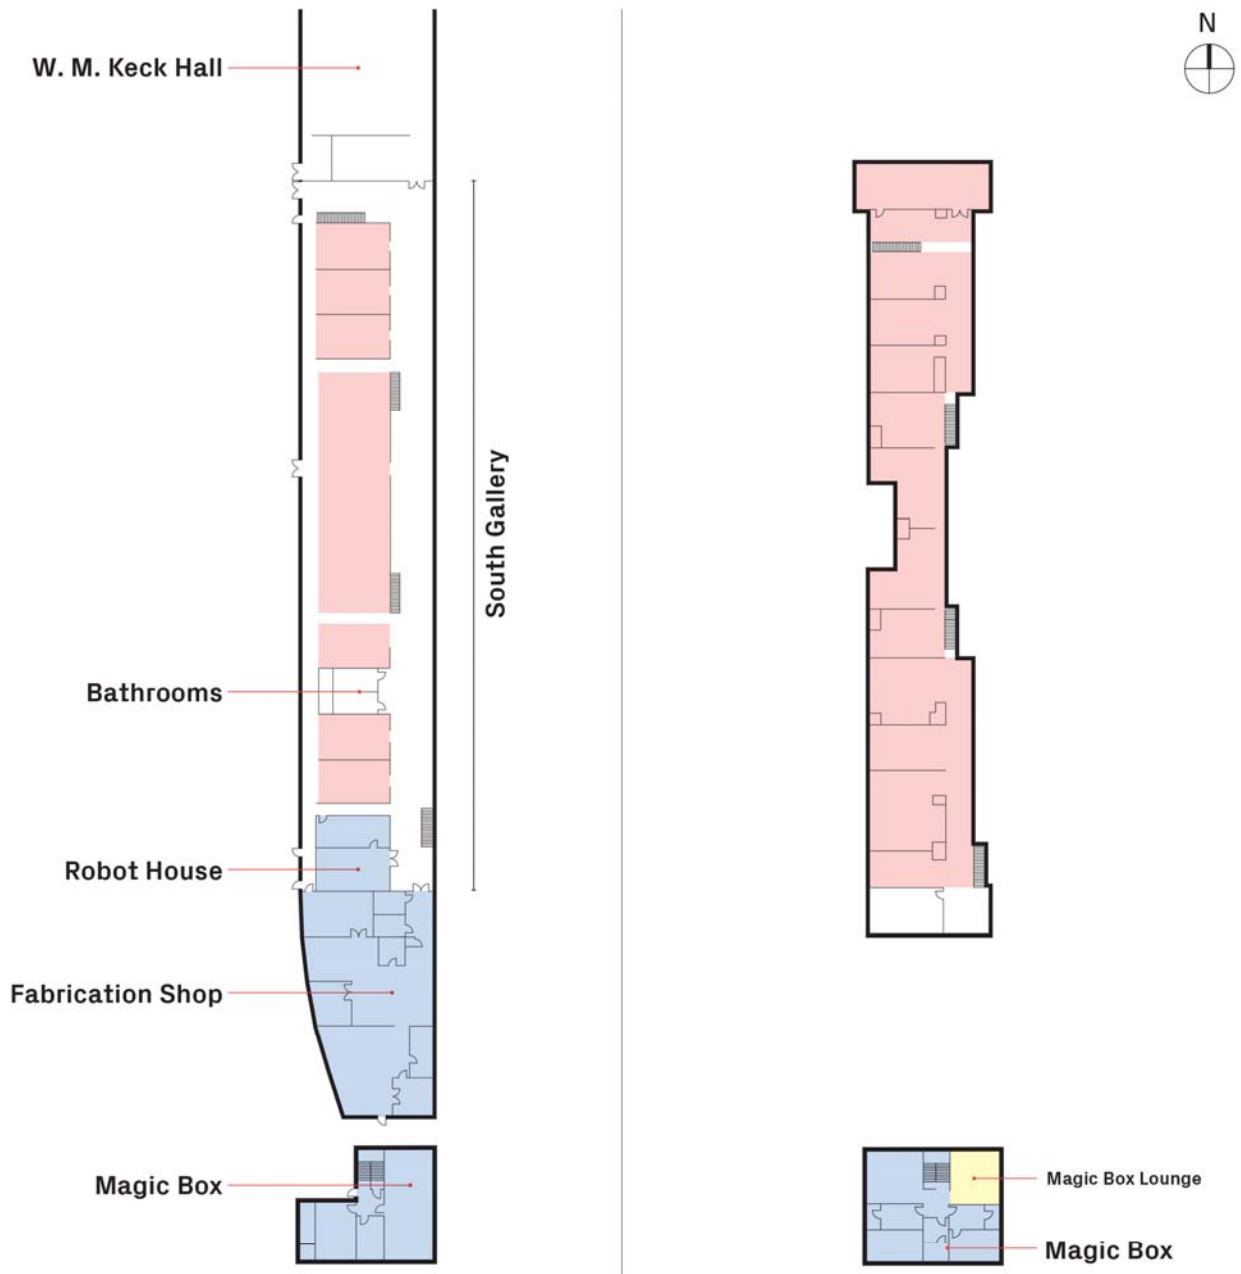 N
W. M. Keck Hall
South Gallery
Bathrooms
Robot House
Fabrication Shop
Magic Box
Magic Box Lounge
Magic Box